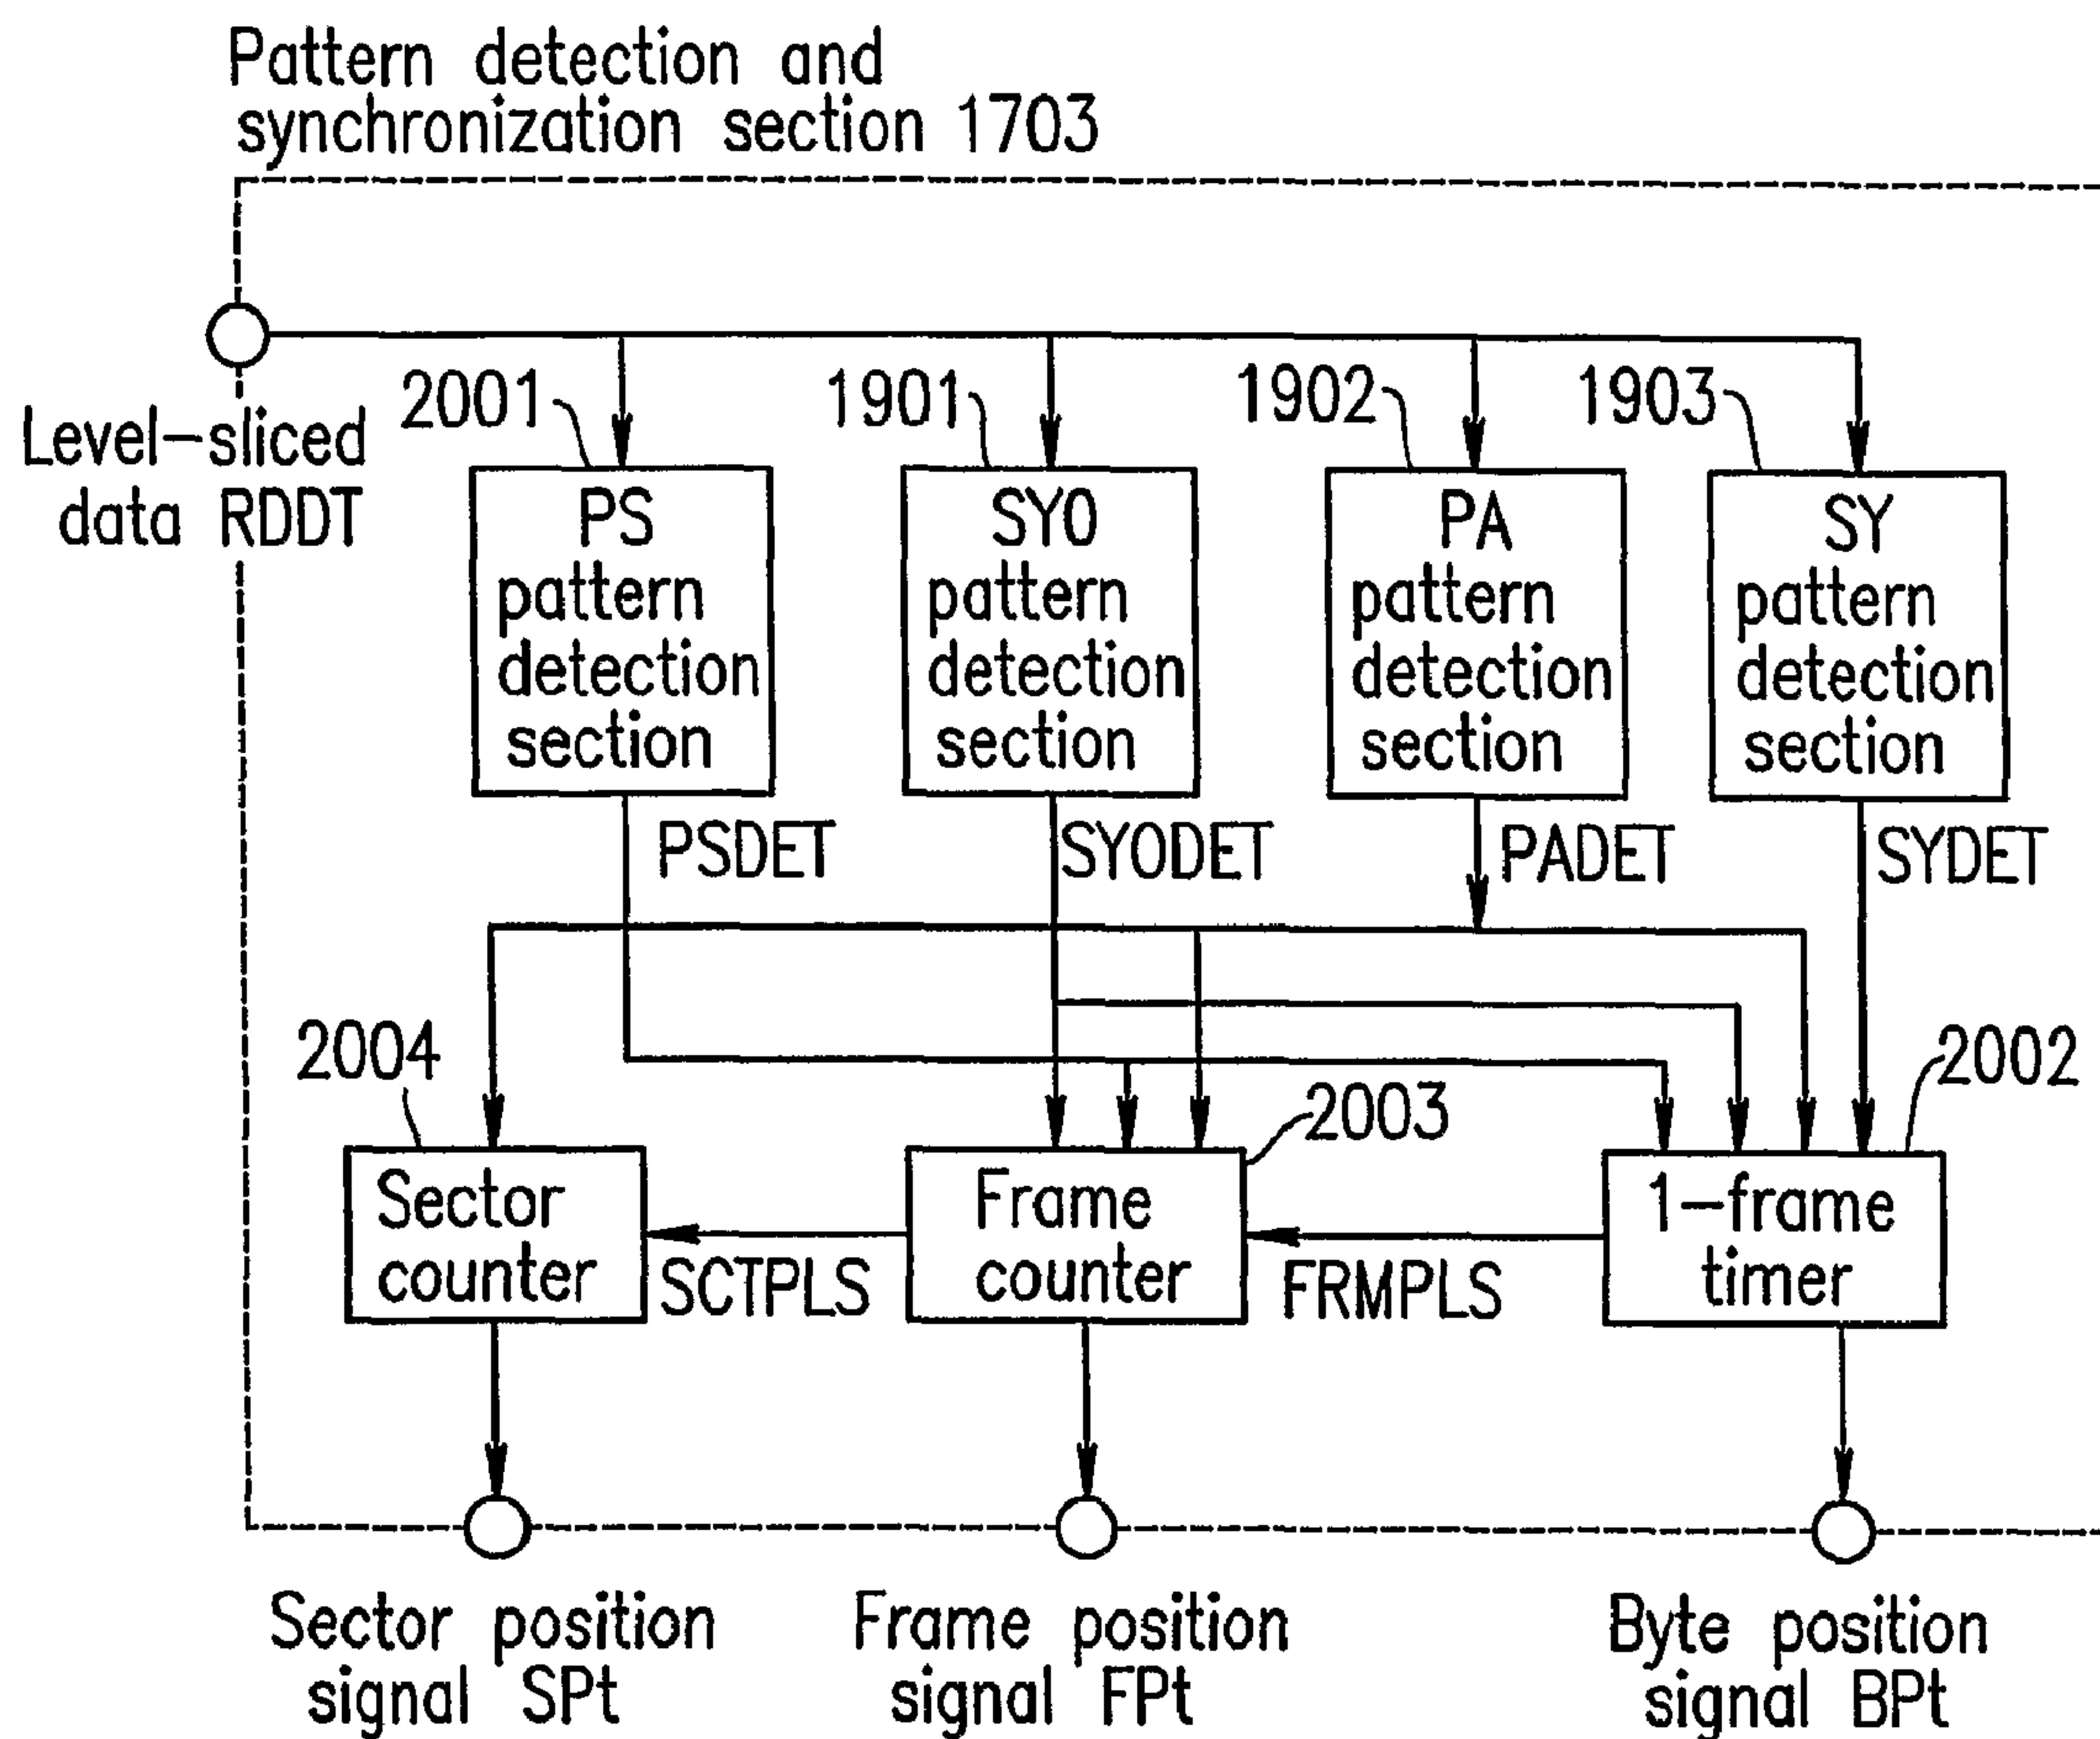 Pattern detection and
synchronization section 1703
Level-sliced
data RDDT
2001
1901
1902
1903
PS
pattern
detection
section
SY0
pattern
detection
section
PA
pattern
detection
section
SY
pattern
detection
section
PSDET
SY0DET
PADET
SYDET
2004
2003
2002
Sector
counter
SCTPLS
Frame
counter
FRMPLS
1-frame
timer
Sector position
signal SPt
Frame position
signal FPt
Byte position
signal BPt